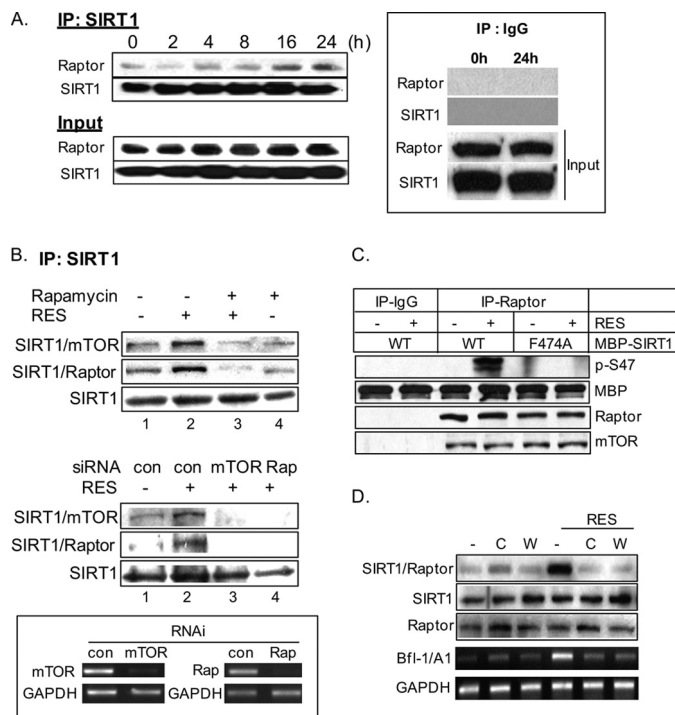 A.
IP: SIRT1
0 2 4 8 16 24 (h)
Raptor
SIRT1
Input
Raptor
SIRT1
IP : IgG
0h 24h
Raptor
SIRT1
Raptor
SIRT1
Input
B. IP: SIRT1
Rapamycin - - + +
RES - + + -
SIRT1/mTOR
SIRT1/Raptor
SIRT1
1 2 3 4
siRNA con con mTOR Rap
RES - + + +
SIRT1/mTOR
SIRT1/Raptor
SIRT1
1 2 3 4
RNAi
con mTOR
mTOR
GAPDH
con Rap
Rap
GAPDH
C.
IP-IgG IP-Raptor
- + - + - + RES
WT WT F474A MBP-SIRT1
p-S47
MBP
Raptor
mTOR
D.
RES
- C W - C W
SIRT1/Raptor
SIRT1
Raptor
Bfl-1/A1
GAPDH